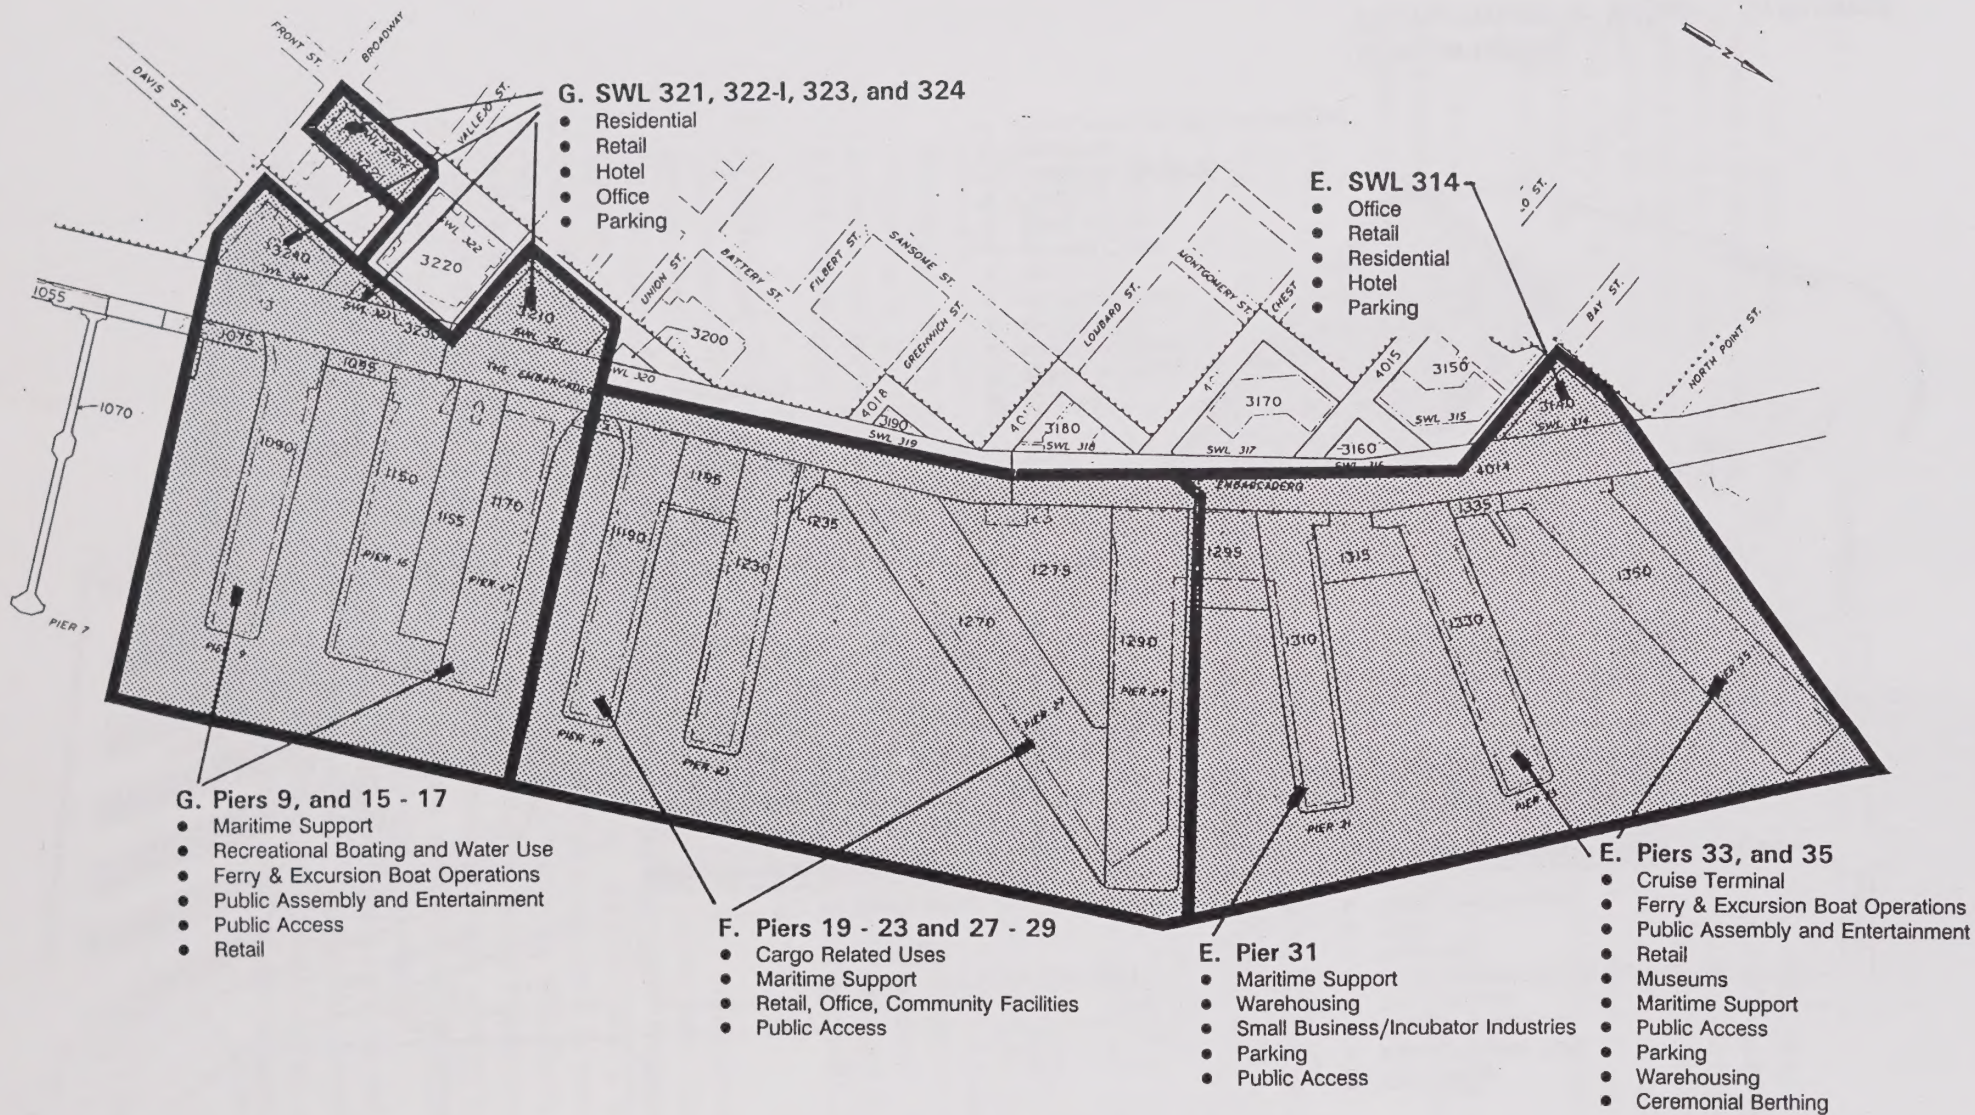 FRONT ST.
BROADWAY
DAVIS ST.
VALLEJO ST.
N
G. SWL 321, 322-I, 323, and 324
• Residential
• Retail
• Hotel
• Office
• Parking
E. SWL 314
• Office
• Retail
• Residential
• Hotel
• Parking
SWL 322
3220
3240
SWL 323
3210
SWL 321
UNION ST.
BATTERY ST.
FILBERT ST.
SANSOME ST.
GREENWICH ST.
LOMBARD ST.
MONTGOMERY ST.
CHEST
BAY ST.
NORTH POINT ST.
3200
SWL 320
4018
3190
SWL 319
3180
SWL 318
3170
SWL 317
3160
SWL 316
4015
3150
SWL 315
3140
SWL 314
4014
THE EMBARCADERO
EMBARCADERO
1055
1070
PIER 7
1075
1090
PIER 9
1095
1150
1155
1170
PIER 17
1190
PIER 19
1195
1230
1235
PIER 23
1270
PIER 27
1275
1290
PIER 29
1295
1310
PIER 31
1315
1330
1335
1350
PIER 35
G. Piers 9, and 15 - 17
• Maritime Support
• Recreational Boating and Water Use
• Ferry & Excursion Boat Operations
• Public Assembly and Entertainment
• Public Access
• Retail
F. Piers 19 - 23 and 27 - 29
• Cargo Related Uses
• Maritime Support
• Retail, Office, Community Facilities
• Public Access
E. Pier 31
• Maritime Support
• Warehousing
• Small Business/Incubator Industries
• Parking
• Public Access
E. Piers 33, and 35
• Cruise Terminal
• Ferry & Excursion Boat Operations
• Public Assembly and Entertainment
• Retail
• Museums
• Maritime Support
• Public Access
• Parking
• Warehousing
• Ceremonial Berthing